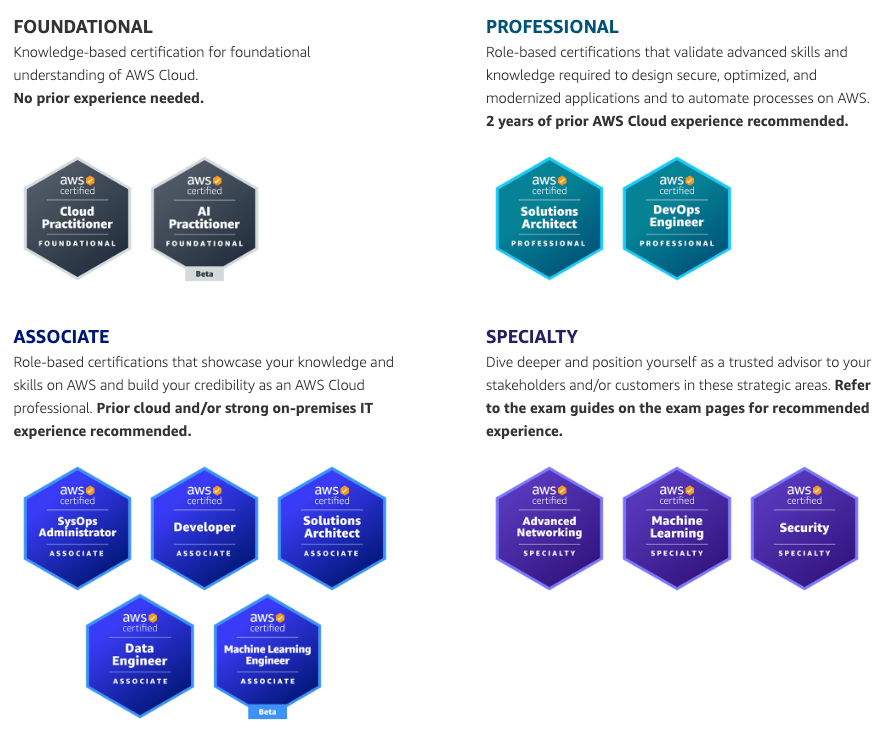 FOUNDATIONAL
Knowledge-based certification for foundational
understanding of AWS Cloud.
No prior experience needed.
aws
certified
Cloud
Practitioner
FOUNDATIONAL
aws
certified
AI
Practitioner
FOUNDATIONAL
Beta
PROFESSIONAL
Role-based certifications that validate advanced skills and
knowledge required to design secure, optimized, and
modernized applications and to automate processes on AWS.
2 years of prior AWS Cloud experience recommended.
aws
certified
Solutions
Architect
PROFESSIONAL
aws
certified
DevOps
Engineer
PROFESSIONAL
ASSOCIATE
Role-based certifications that showcase your knowledge and
skills on AWS and build your credibility as an AWS Cloud
professional. Prior cloud and/or strong on-premises IT
experience recommended.
aws
certified
SysOps
Administrator
ASSOCIATE
aws
certified
Developer
ASSOCIATE
aws
certified
Solutions
Architect
ASSOCIATE
aws
certified
Data
Engineer
ASSOCIATE
aws
certified
Machine Learning
Engineer
ASSOCIATE
Beta
SPECIALTY
Dive deeper and position yourself as a trusted advisor to your
stakeholders and/or customers in these strategic areas. Refer
to the exam guides on the exam pages for recommended
experience.
aws
certified
Advanced
Networking
SPECIALTY
aws
certified
Machine
Learning
SPECIALTY
aws
certified
Security
SPECIALTY